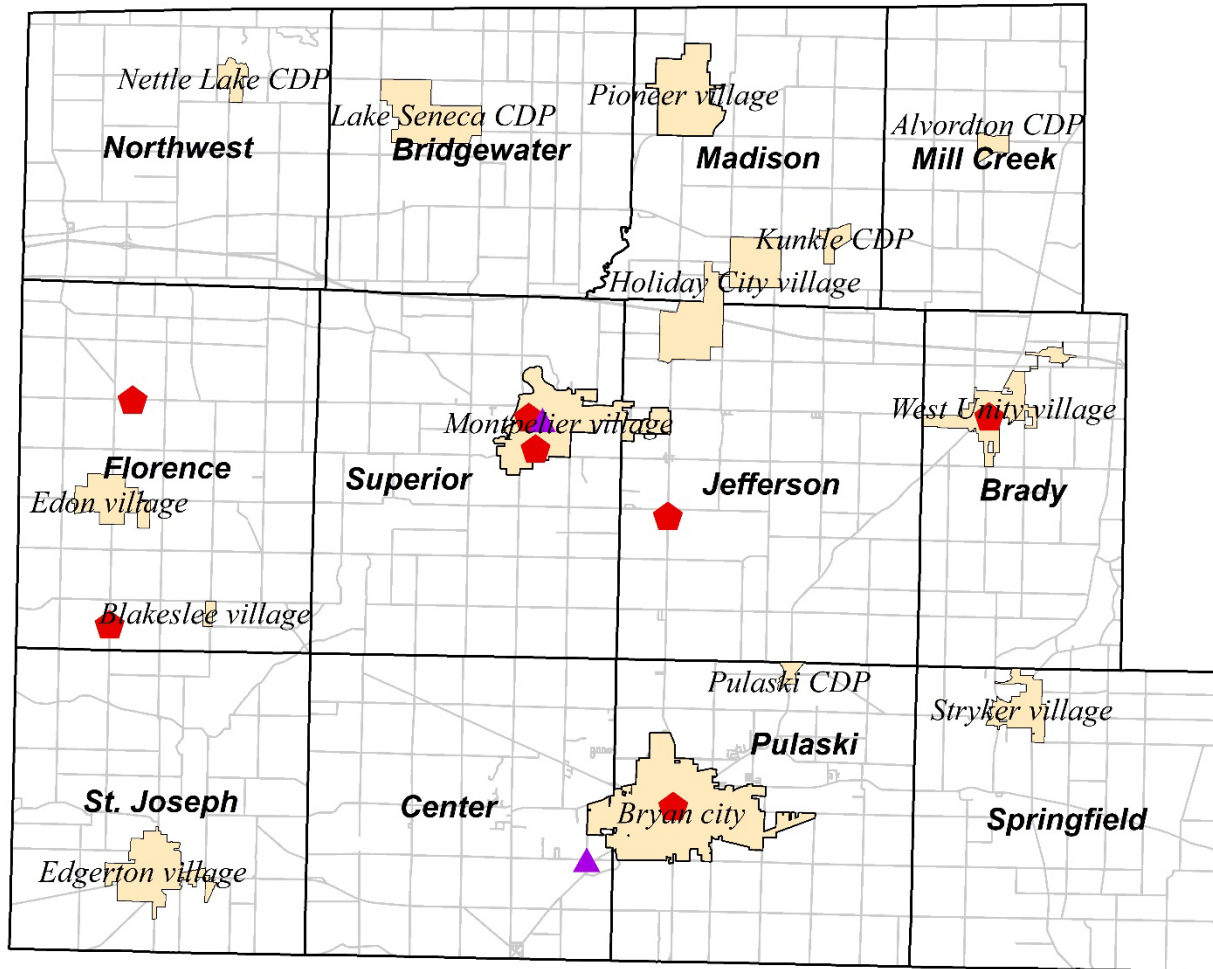 Nettle Lake CDP
Northwest
Lake Seneca CDP
Bridgewater
Pioneer village
Madison
Alvordton CDP
Mill Creek
Kunkle CDP
Holiday City village
Florence
Edon village
Blakeslee village
Superior
Montpelier village
Jefferson
West Unity village
Brady
St. Joseph
Edgerton village
Center
Pulaski CDP
Pulaski
Bryan city
Stryker village
Springfield